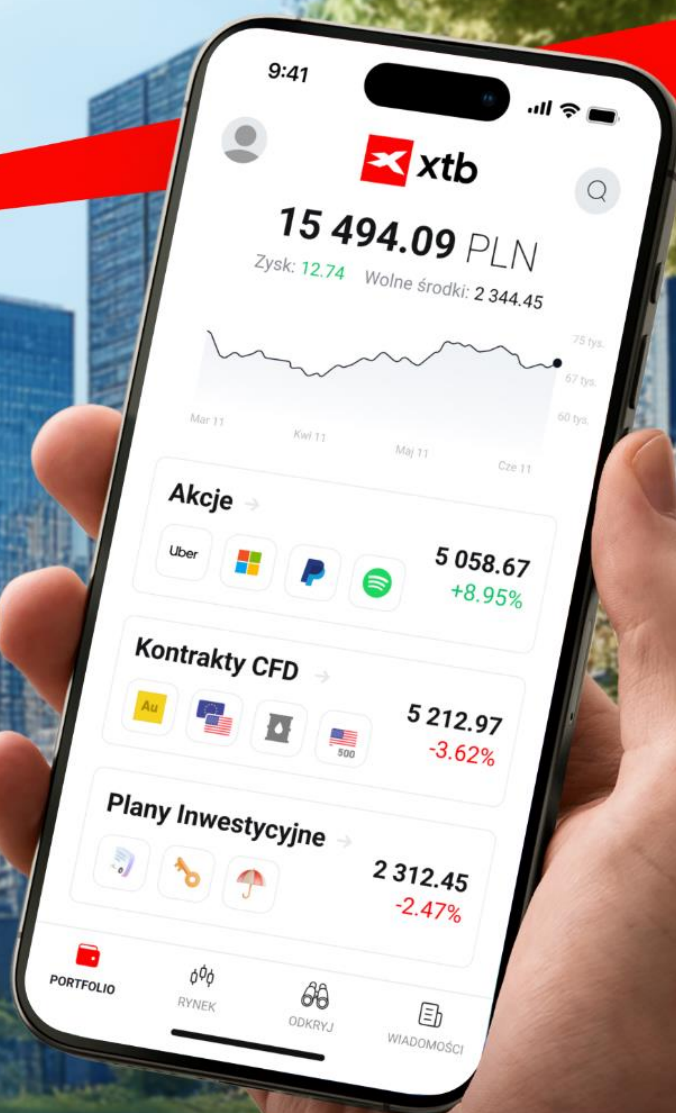 9:41
xtb
15 494.09 PLN
Zysk: 12.74 Wolne środki: 2 344.45
75 tys.
67 tys.
60 tys.
Mar 11
Kwi 11
Maj 11
Cze 11
Akcje
Uber
5 058.67
+8.95%
Kontrakty CFD
Au
500
5 212.97
-3.62%
Plany Inwestycyjne
2 312.45
-2.47%
PORTFOLIO
RYNEK
ODKRYJ
WIADOMOŚCI